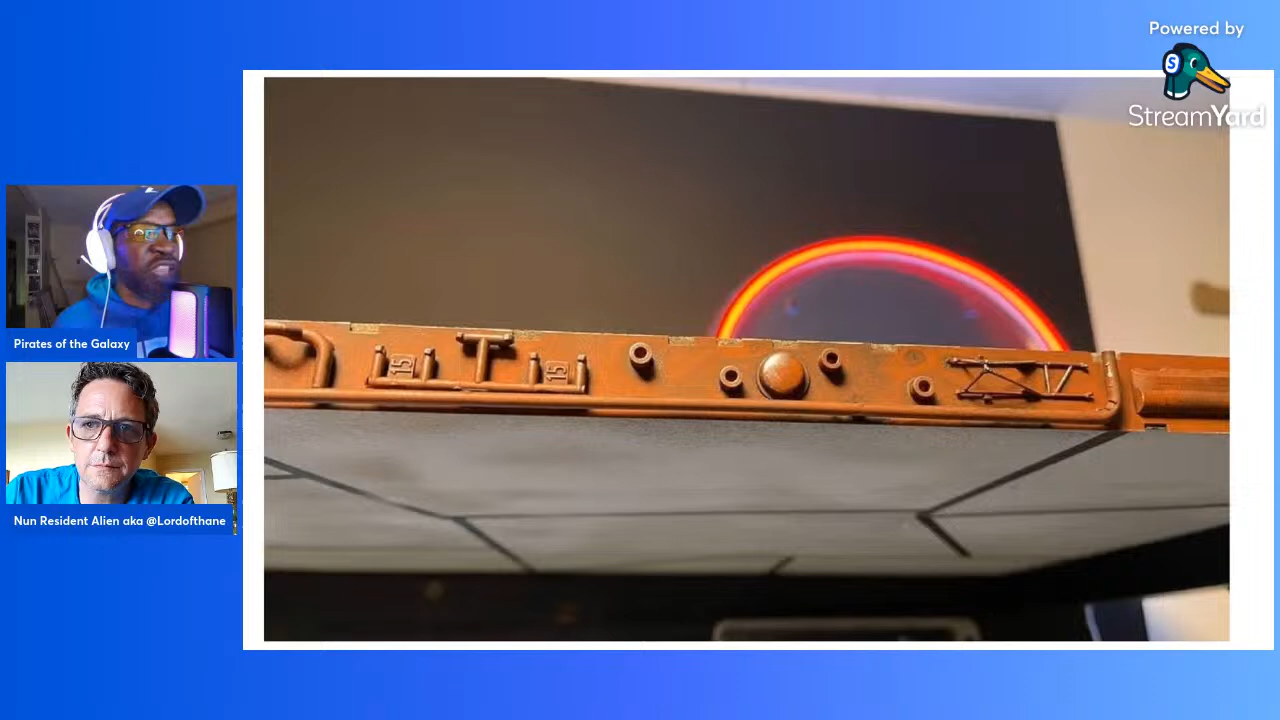 Powered by
S
StreamYard
Pirates of the Galaxy
Nun Resident Alien aka @Lordofthane
15
15